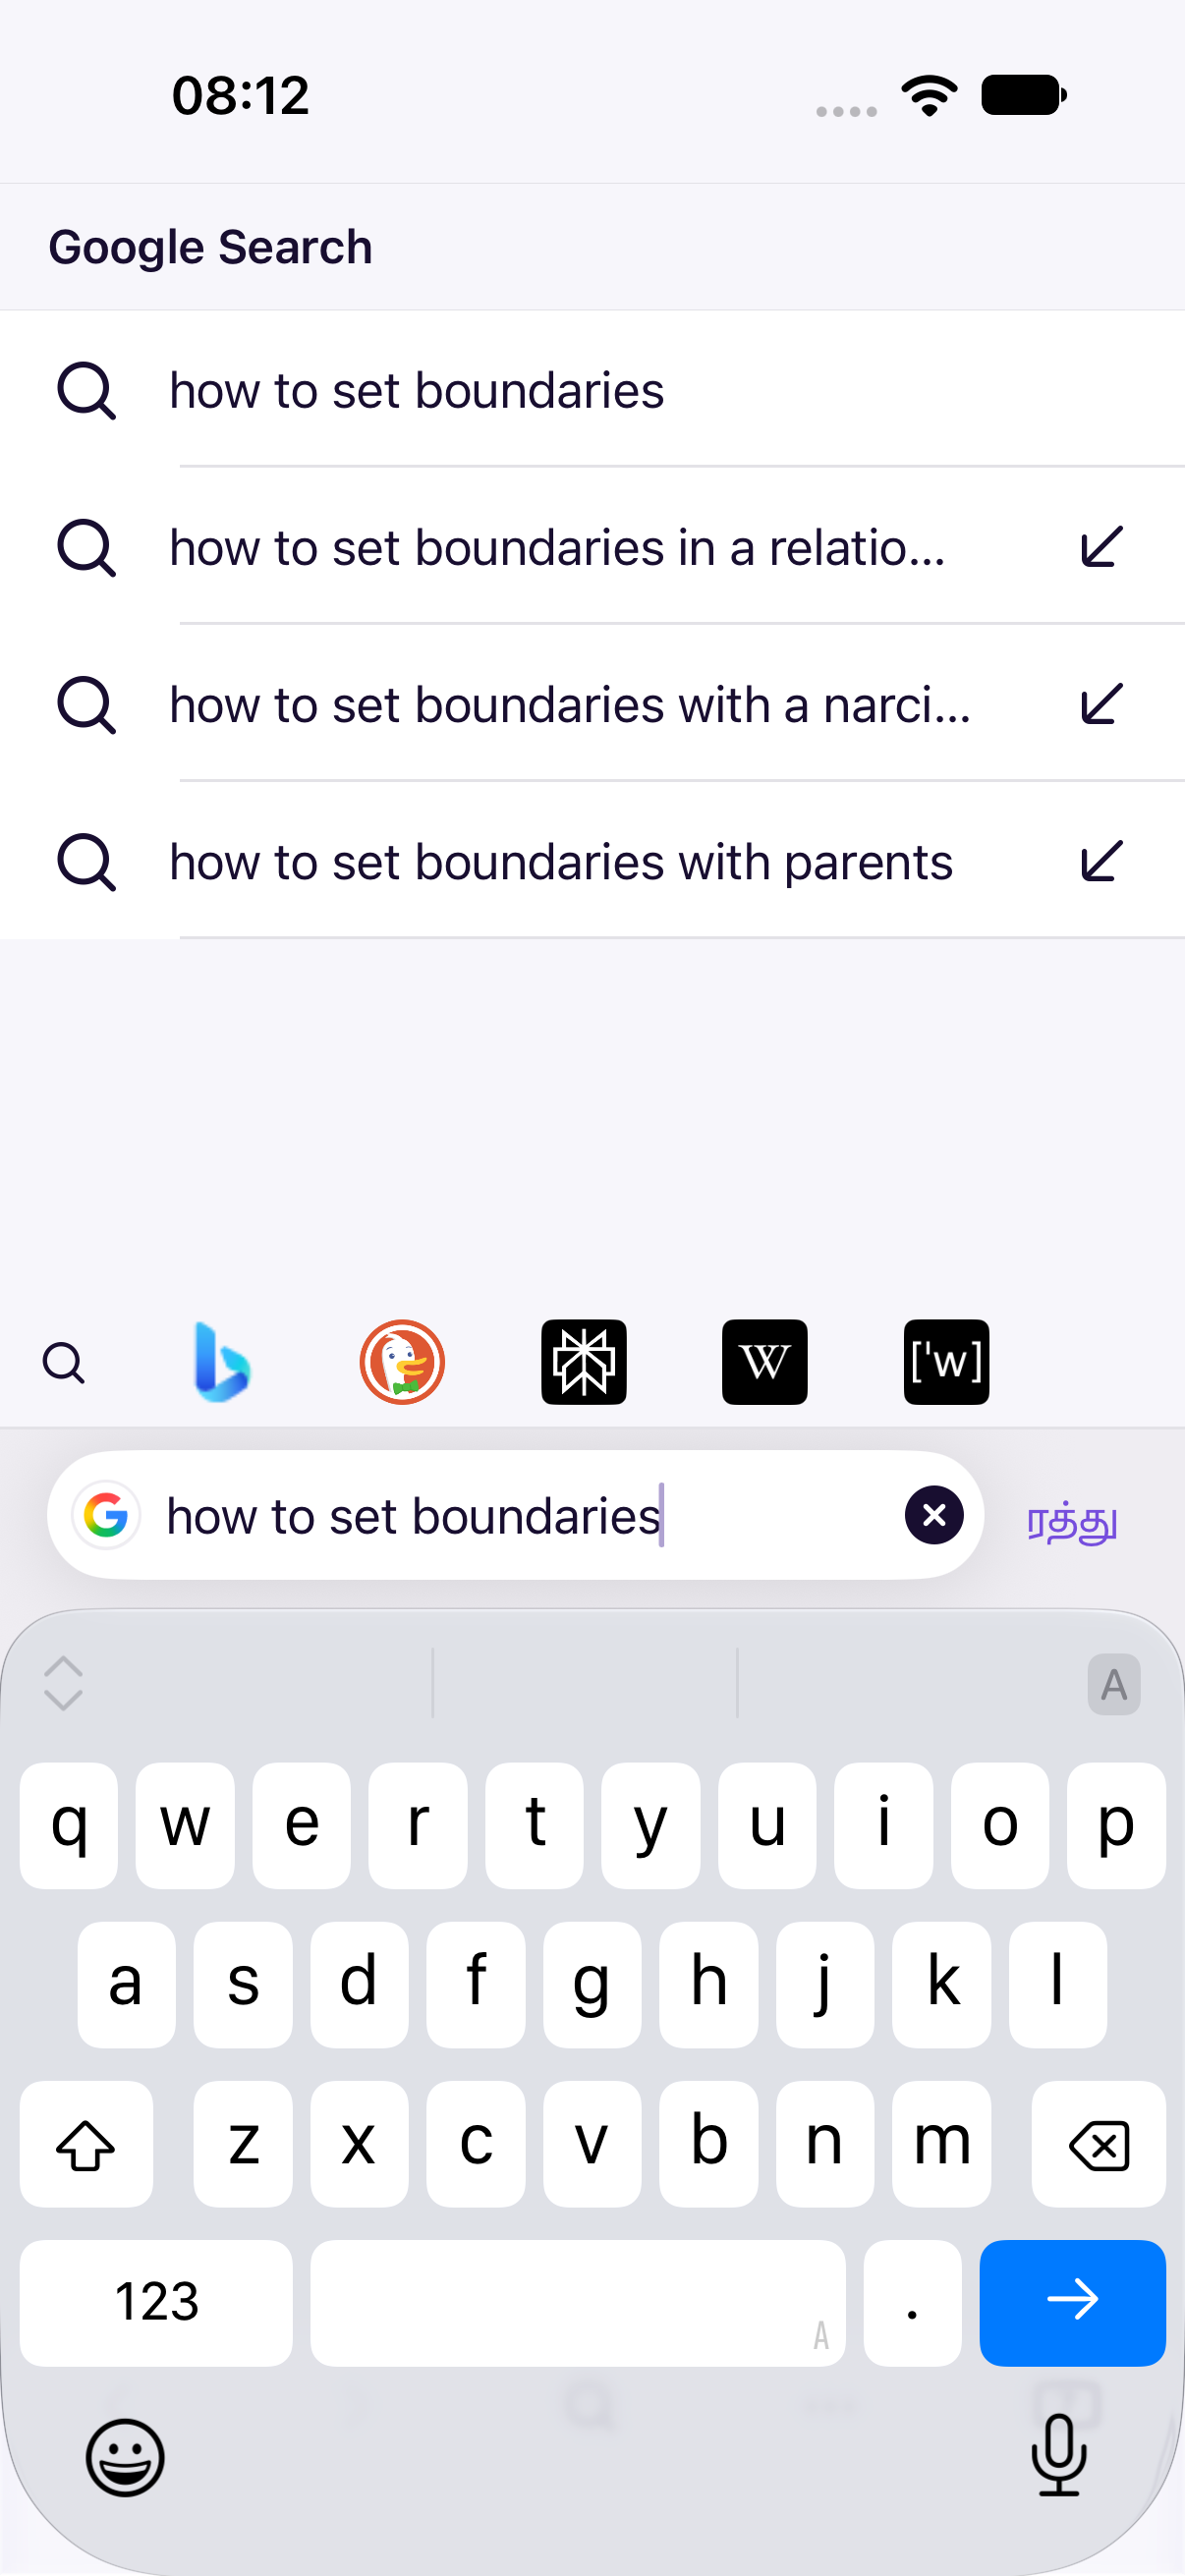 08:12
Google Search
how to set boundaries
how to set boundaries in a relatio...
how to set boundaries with a narci...
how to set boundaries with parents
W
['w]
how to set boundaries
ரத்து
A
q w e r t y u i o p
a s d f g h j k l
z x c v b n m
123
A
.